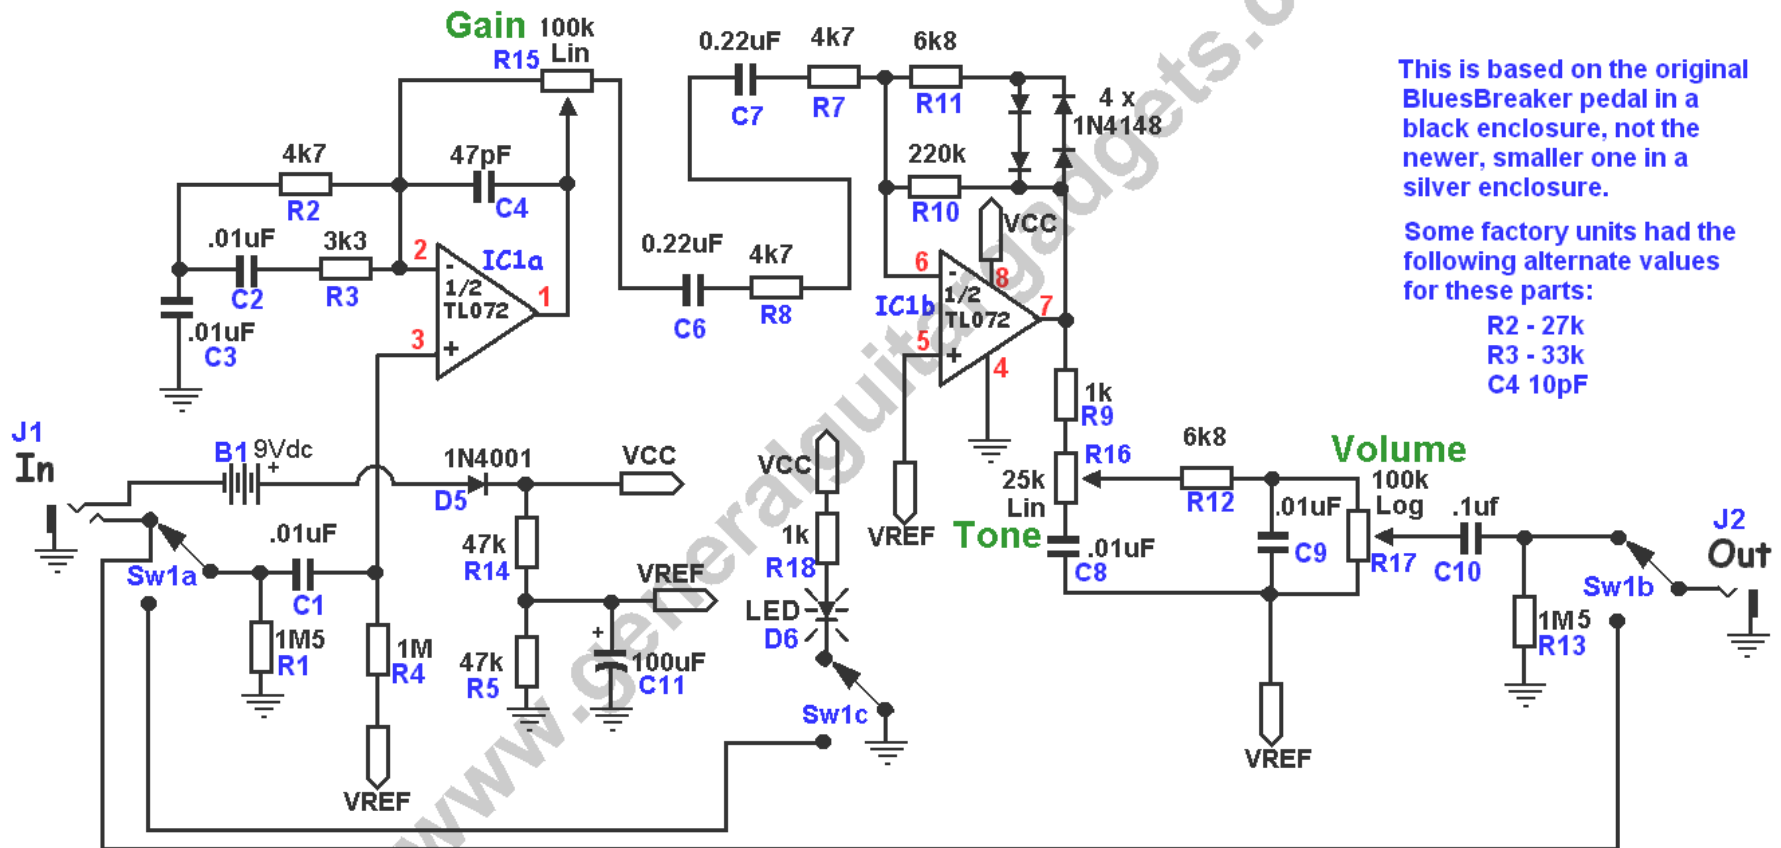 Gain 100k
Lin
R15
4k7
R2
47pF
C4
.01uF
C2
3k3
R3
.01uF
C3
2
3
1
-
+
IC1a
1/2
TL072
0.22uF
C6
4k7
R8
0.22uF
C7
4k7
R7
6k8
R11
4 x
1N4148
220k
R10
VCC
8
6
5
7
4
-
+
IC1b
1/2
TL072
VREF
1k
R9
R16
25k
Lin
Tone
.01uF
C8
6k8
R12
.01uF
C9
Volume
100k
Log
R17
.1uf
C10
1M5
R13
Sw1b
J2
Out
VREF
This is based on the original
BluesBreaker pedal in a
black enclosure, not the
newer, smaller one in a
silver enclosure.
Some factory units had the
following alternate values
for these parts:
R2 - 27k
R3 - 33k
C4 10pF
J1
In
B1 9Vdc
+
1N4001
D5
VCC
Sw1a
.01uF
C1
1M5
R1
1M
R4
VREF
47k
R14
VREF
47k
R5
+
100uF
C11
VCC
1k
R18
LED
D6
Sw1c
www.generalguitargadgets.c